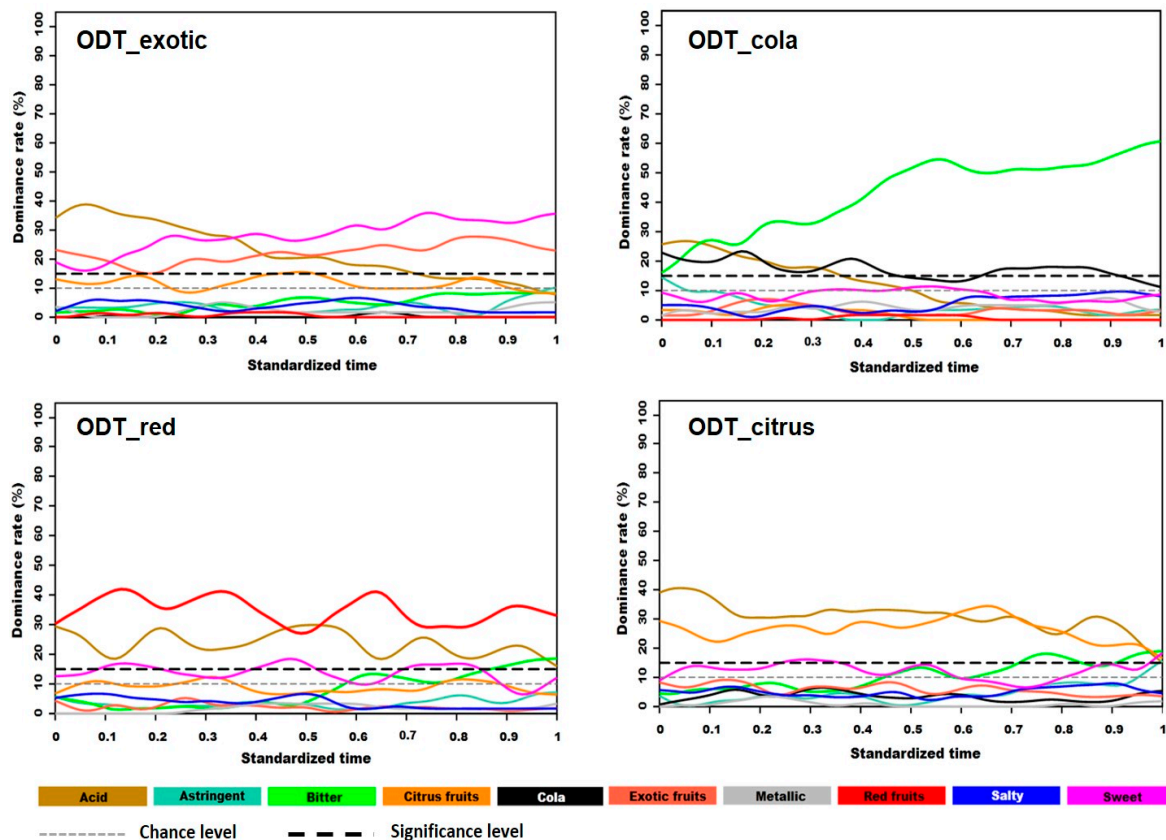 ODT_exotic
Dominance rate (%)
0 10 20 30 40 50 60 70 80 90 100
0 0.1 0.2 0.3 0.4 0.5 0.6 0.7 0.8 0.9 1
Standardized time
ODT_cola
Dominance rate (%)
0 10 20 30 40 50 60 70 80 90 100
0 0.1 0.2 0.3 0.4 0.5 0.6 0.7 0.8 0.9 1
Standardized time
ODT_red
Dominance rate (%)
0 10 20 30 40 50 60 70 80 90 100
0 0.1 0.2 0.3 0.4 0.5 0.6 0.7 0.8 0.9 1
Standardized time
ODT_citrus
Dominance rate (%)
0 10 20 30 40 50 60 70 80 90 100
0 0.1 0.2 0.3 0.4 0.5 0.6 0.7 0.8 0.9 1
Standardized time
Acid Astringent Bitter Citrus fruits Cola Exotic fruits Metallic Red fruits Salty Sweet
Chance level Significance level